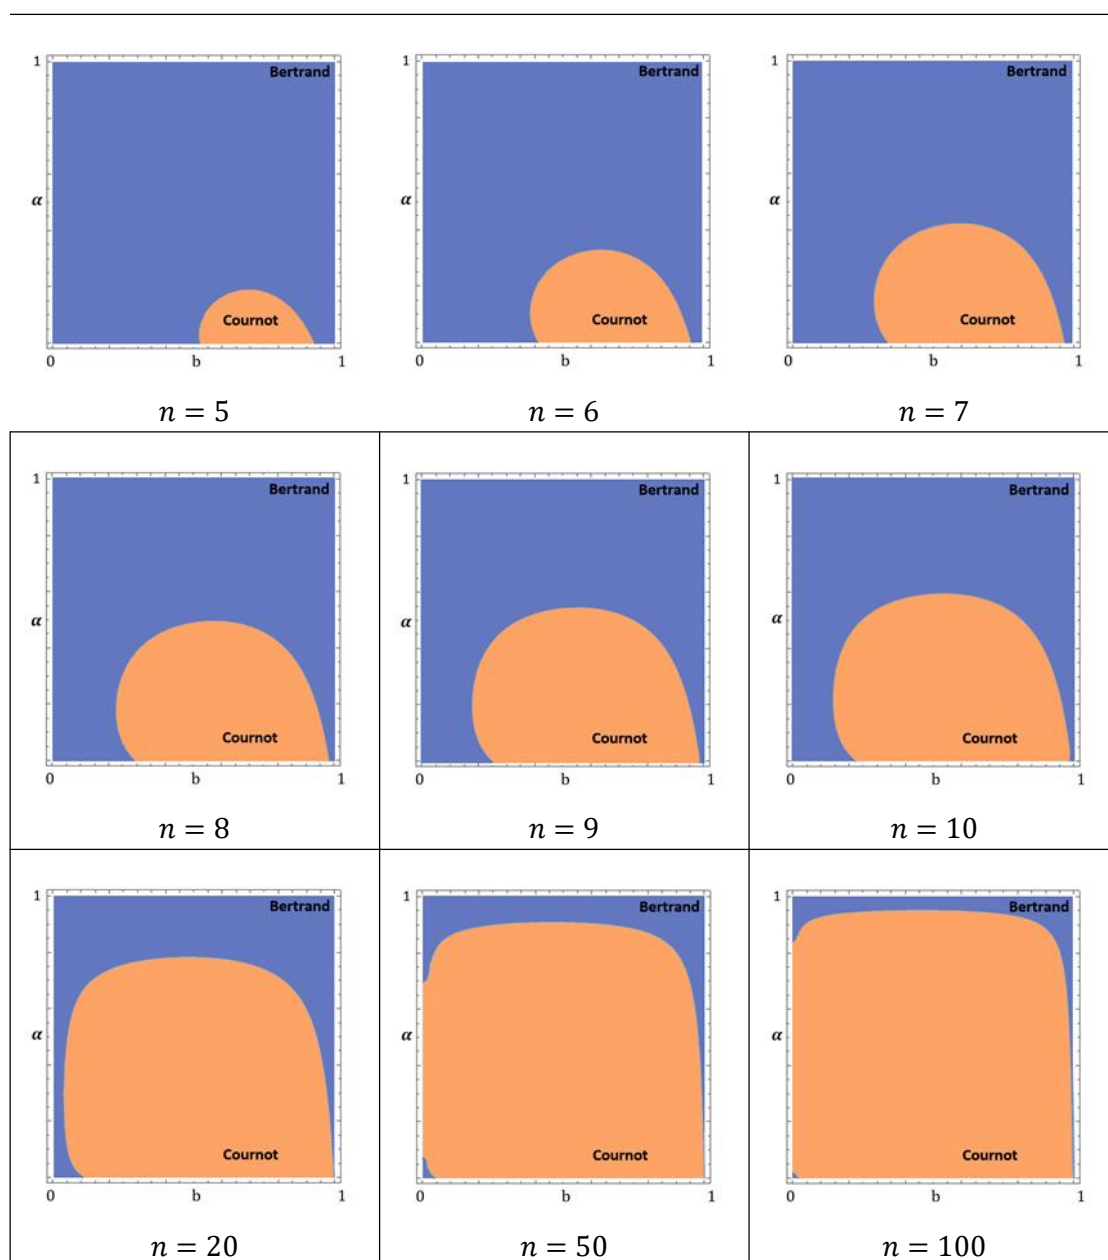 1 Bertrand 1 Bertrand 1 Bertrand
α α α
Cournot Cournot Cournot
0 b 1 0 b 1 0 b 1
n = 5 n = 6 n = 7
1 Bertrand 1 Bertrand 1 Bertrand
α α α
Cournot Cournot Cournot
0 b 1 0 b 1 0 b 1
n = 8 n = 9 n = 10
1 Bertrand 1 Bertrand 1 Bertrand
α α α
Cournot Cournot Cournot
0 b 1 0 b 1 0 b 1
n = 20 n = 50 n = 100